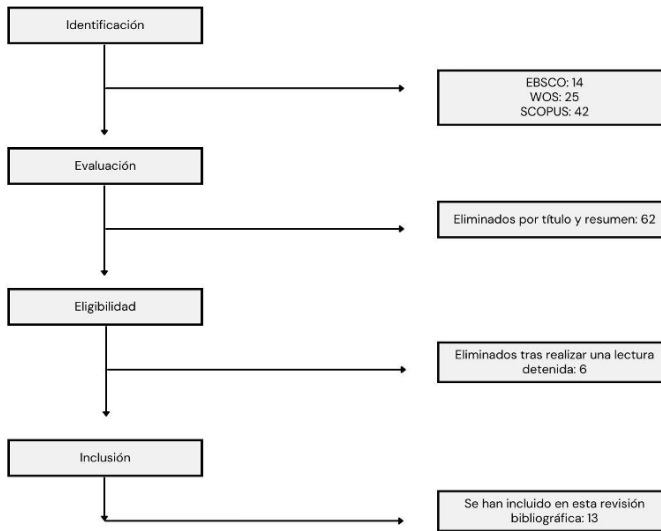 Identificación
EBSCO: 14
WOS: 25
SCOPUS: 42
Evaluación
Eliminados por título y resumen: 62
Eligibilidad
Eliminados tras realizar una lectura
detenida: 6
Inclusión
Se han incluido en esta revisión
bibliográfica: 13